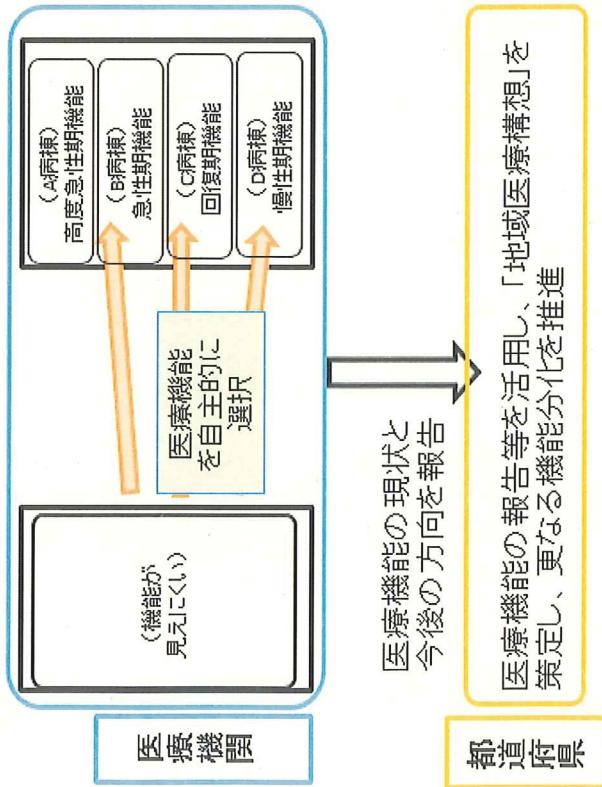 医療機関
（機能が
見えにくい）
医療機能
を自主的に
選択
（A病棟）
高度急性期機能
（B病棟）
急性期機能
（C病棟）
回復期機能
（D病棟）
慢性期機能
医療機能の現状と
今後の方向を報告
都道府県
医療機能の報告等を活用し、「地域医療構想」を
策定し、更なる機能分化を推進